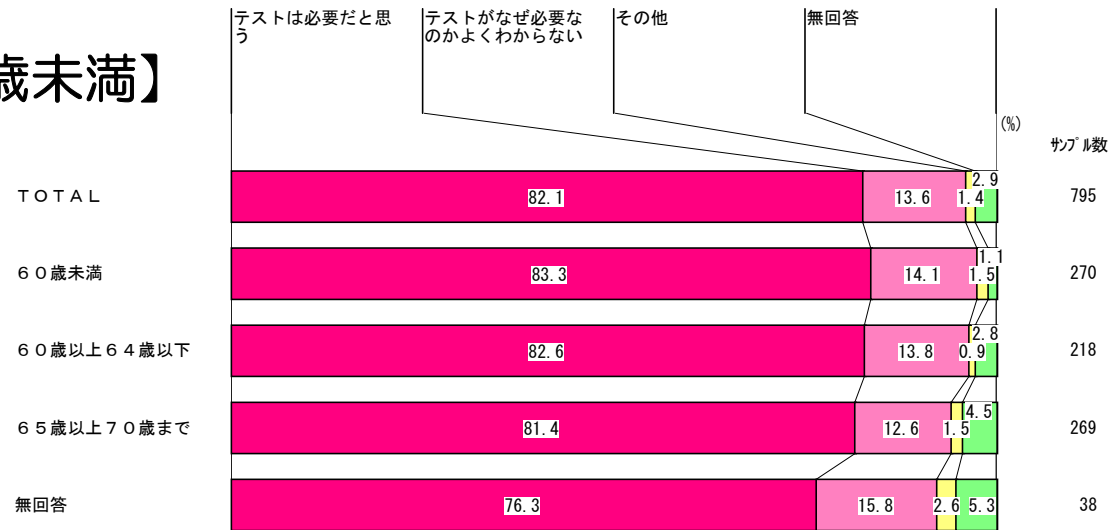 歳未満】
テストは必要だと思
う
テストがなぜ必要な
のかよくわからない
その他
無回答
(%)
ｻﾝﾌﾟﾙ数
ＴＯＴＡＬ
82.1
13.6
1.4
2.9
795
６０歳未満
83.3
14.1
1.5
1.1
270
６０歳以上６４歳以下
82.6
13.8
0.9
2.8
218
６５歳以上７０歳まで
81.4
12.6
1.5
4.5
269
無回答
76.3
15.8
2.6
5.3
38